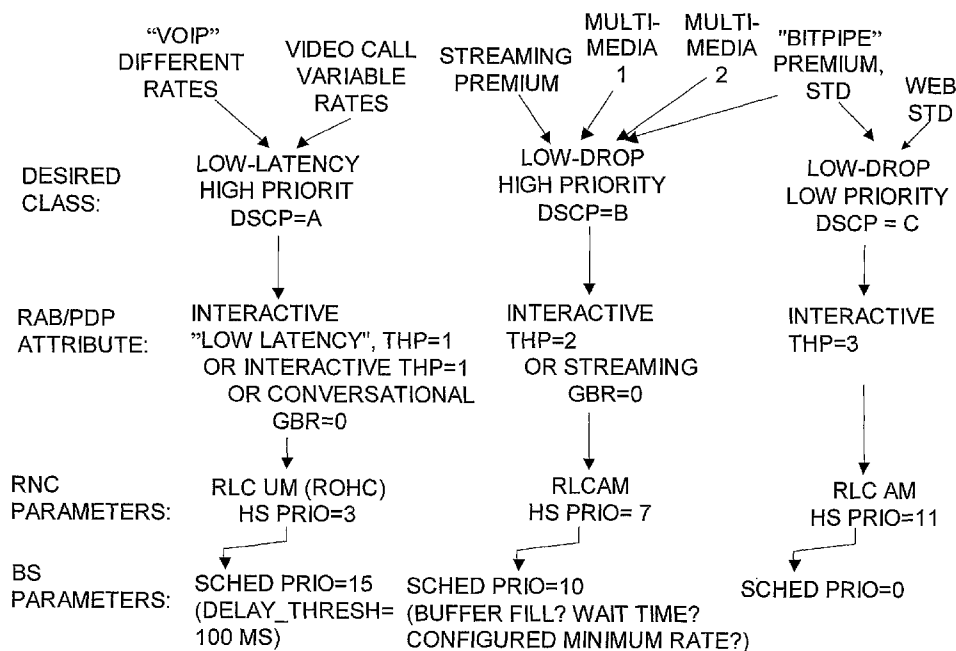 "VOIP"
DIFFERENT
RATES
VIDEO CALL
VARIABLE
RATES
STREAMING
PREMIUM
MULTI-
MEDIA
1
MULTI-
MEDIA
2
"BITPIPE"
PREMIUM,
STD
WEB
STD
DESIRED
CLASS:
LOW-LATENCY
HIGH PRIORIT
DSCP=A
LOW-DROP
HIGH PRIORITY
DSCP=B
LOW-DROP
LOW PRIORITY
DSCP = C
RAB/PDP
ATTRIBUTE:
INTERACTIVE
"LOW LATENCY", THP=1
OR INTERACTIVE THP=1
OR CONVERSATIONAL
GBR=0
INTERACTIVE
THP=2
OR STREAMING
GBR=0
INTERACTIVE
THP=3
RNC
PARAMETERS:
RLC UM (ROHC)
HS PRIO=3
RLCAM
HS PRIO= 7
RLC AM
HS PRIO=11
BS
PARAMETERS:
SCHED PRIO=15
(DELAY_THRESH=
100 MS)
SCHED PRIO=10
(BUFFER FILL? WAIT TIME?
CONFIGURED MINIMUM RATE?)
SCHED PRIO=0